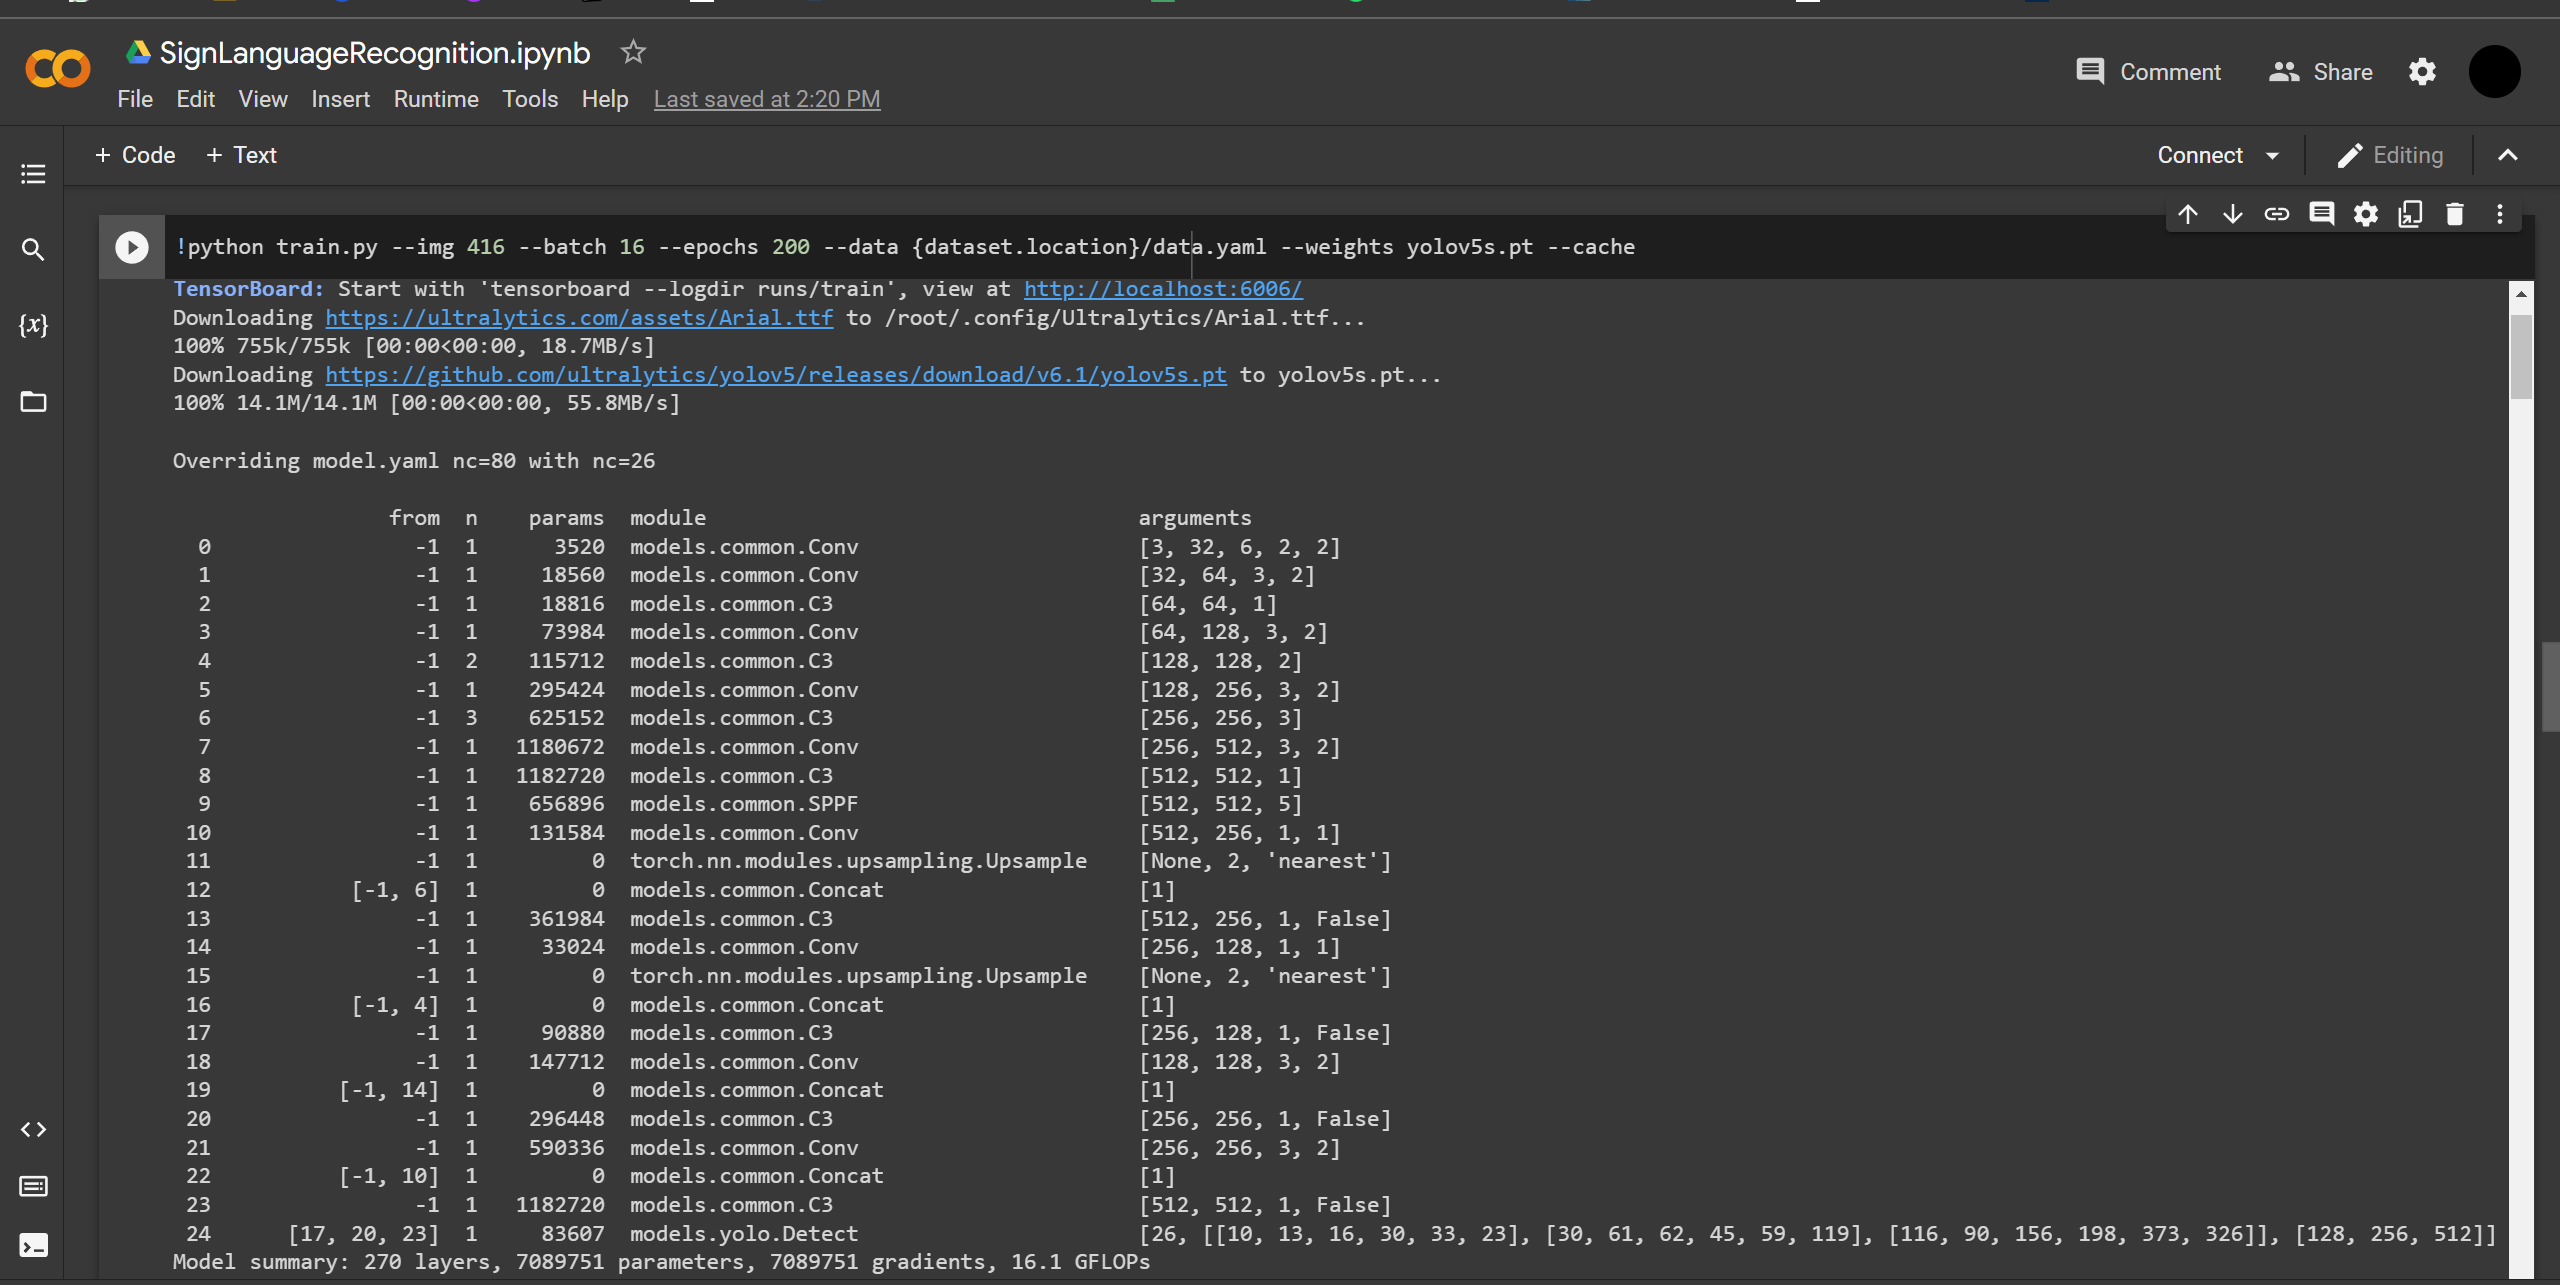 SignLanguageRecognition.ipynb
File Edit View Insert Runtime Tools Help Last saved at 2:20 PM
Comment Share
+ Code + Text
Connect Editing
{x}
!python train.py --img 416 --batch 16 --epochs 200 --data {dataset.location}/data.yaml --weights yolov5s.pt --cache
TensorBoard: Start with 'tensorboard --logdir runs/train', view at http://localhost:6006/
Downloading https://ultralytics.com/assets/Arial.ttf to /root/.config/Ultralytics/Arial.ttf...
100% 755k/755k [00:00<00:00, 18.7MB/s]
Downloading https://github.com/ultralytics/yolov5/releases/download/v6.1/yolov5s.pt to yolov5s.pt...
100% 14.1M/14.1M [00:00<00:00, 55.8MB/s]
Overriding model.yaml nc=80 with nc=26
from n params module arguments
0 -1 1 3520 models.common.Conv [3, 32, 6, 2, 2]
1 -1 1 18560 models.common.Conv [32, 64, 3, 2]
2 -1 1 18816 models.common.C3 [64, 64, 1]
3 -1 1 73984 models.common.Conv [64, 128, 3, 2]
4 -1 2 115712 models.common.C3 [128, 128, 2]
5 -1 1 295424 models.common.Conv [128, 256, 3, 2]
6 -1 3 625152 models.common.C3 [256, 256, 3]
7 -1 1 1180672 models.common.Conv [256, 512, 3, 2]
8 -1 1 1182720 models.common.C3 [512, 512, 1]
9 -1 1 656896 models.common.SPPF [512, 512, 5]
10 -1 1 131584 models.common.Conv [512, 256, 1, 1]
11 -1 1 0 torch.nn.modules.upsampling.Upsample [None, 2, 'nearest']
12 [-1, 6] 1 0 models.common.Concat [1]
13 -1 1 361984 models.common.C3 [512, 256, 1, False]
14 -1 1 33024 models.common.Conv [256, 128, 1, 1]
15 -1 1 0 torch.nn.modules.upsampling.Upsample [None, 2, 'nearest']
16 [-1, 4] 1 0 models.common.Concat [1]
17 -1 1 90880 models.common.C3 [256, 128, 1, False]
18 -1 1 147712 models.common.Conv [128, 128, 3, 2]
19 [-1, 14] 1 0 models.common.Concat [1]
20 -1 1 296448 models.common.C3 [256, 256, 1, False]
21 -1 1 590336 models.common.Conv [256, 256, 3, 2]
22 [-1, 10] 1 0 models.common.Concat [1]
23 -1 1 1182720 models.common.C3 [512, 512, 1, False]
24 [17, 20, 23] 1 83607 models.yolo.Detect [26, [[10, 13, 16, 30, 33, 23], [30, 61, 62, 45, 59, 119], [116, 90, 156, 198, 373, 326]], [128, 256, 512]]
Model summary: 270 layers, 7089751 parameters, 7089751 gradients, 16.1 GFLOPs